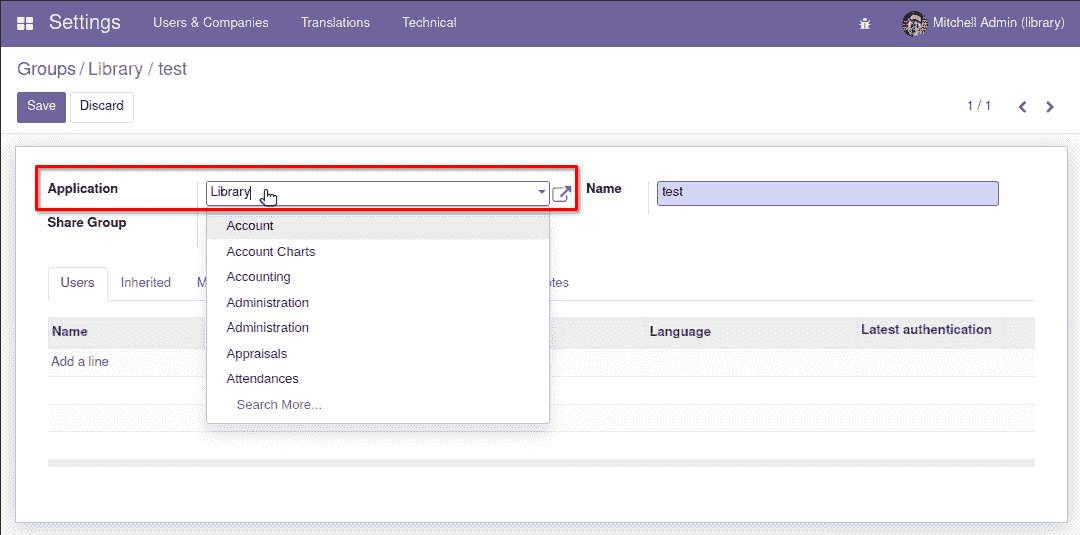 Settings Users & Companies Translations Technical Mitchell Admin (library)
Groups / Library / test
Save Discard 1 / 1
Application Library Name test
Share Group
Account
Account Charts
Accounting
Administration
Administration
Appraisals
Attendances
Search More...
Users Inherited M otes
Name Language Latest authentication
Add a line